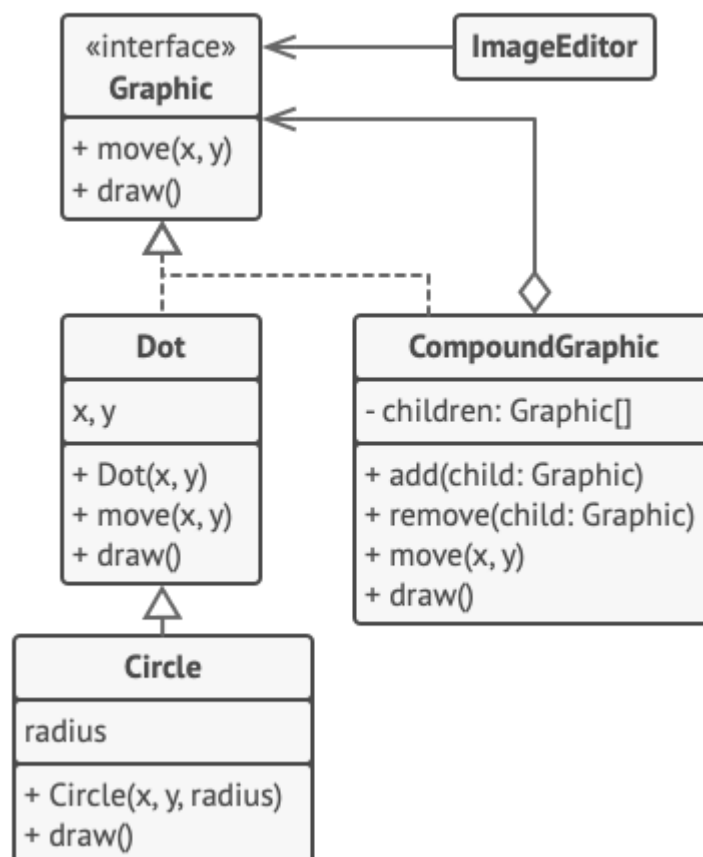 «interface»
Graphic
+ move(x, y)
+ draw()
ImageEditor
Dot
x, y
+ Dot(x, y)
+ move(x, y)
+ draw()
CompoundGraphic
- children: Graphic[]
+ add(child: Graphic)
+ remove(child: Graphic)
+ move(x, y)
+ draw()
Circle
radius
+ Circle(x, y, radius)
+ draw()